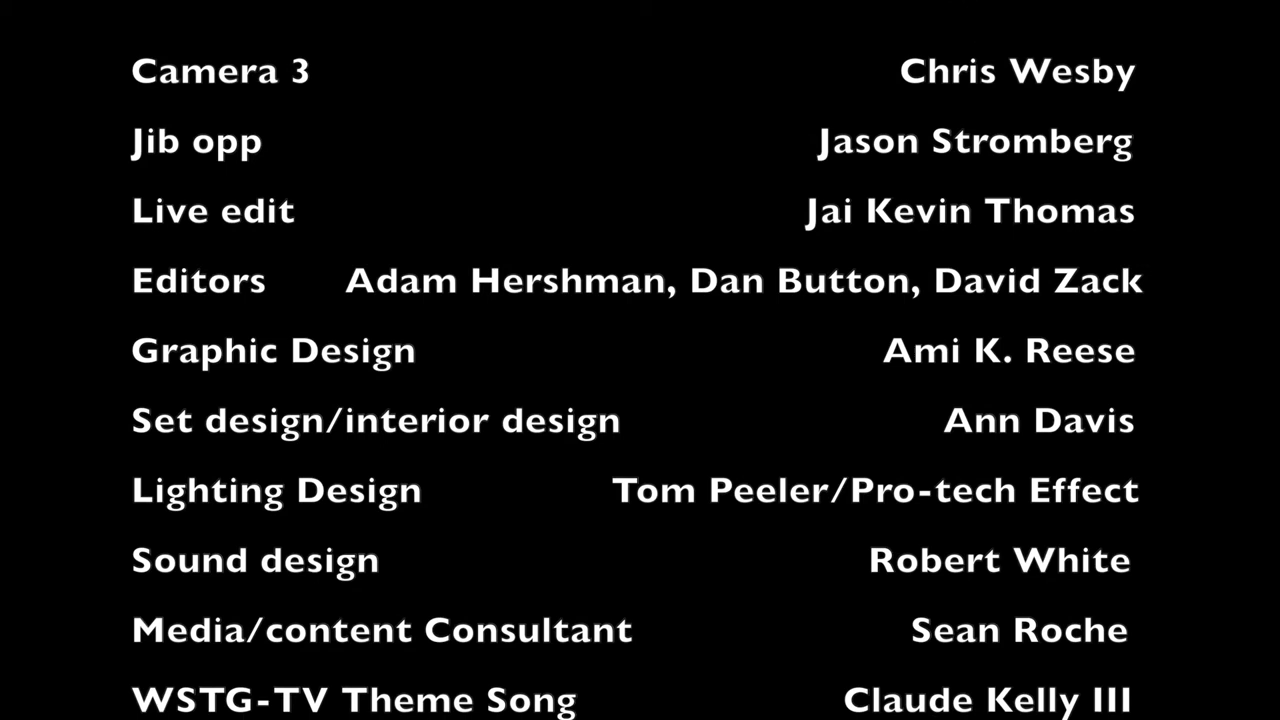 Camera 3 Chris Wesby
Jib opp Jason Stromberg
Live edit Jai Kevin Thomas
Editors Adam Hershman, Dan Button, David Zack
Graphic Design Ami K. Reese
Set design/interior design Ann Davis
Lighting Design Tom Peeler/Pro-tech Effect
Sound design Robert White
Media/content Consultant Sean Roche
WSTG-TV Theme Song Claude Kelly III